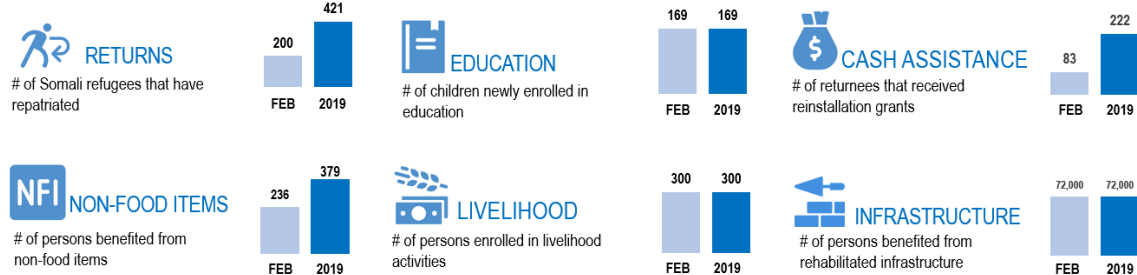 RETURNS
# of Somali refugees that have
repatriated
200
421
FEB
2019
EDUCATION
# of children newly enrolled in
education
169
169
FEB
2019
$
CASH ASSISTANCE
# of returnees that received
reinstallation grants
83
222
FEB
2019
NFI
NON-FOOD ITEMS
# of persons benefited from
non-food items
236
379
FEB
2019
LIVELIHOOD
# of persons enrolled in livelihood
activities
300
300
FEB
2019
INFRASTRUCTURE
# of persons benefited from
rehabilitated infrastructure
72,000
72,000
FEB
2019